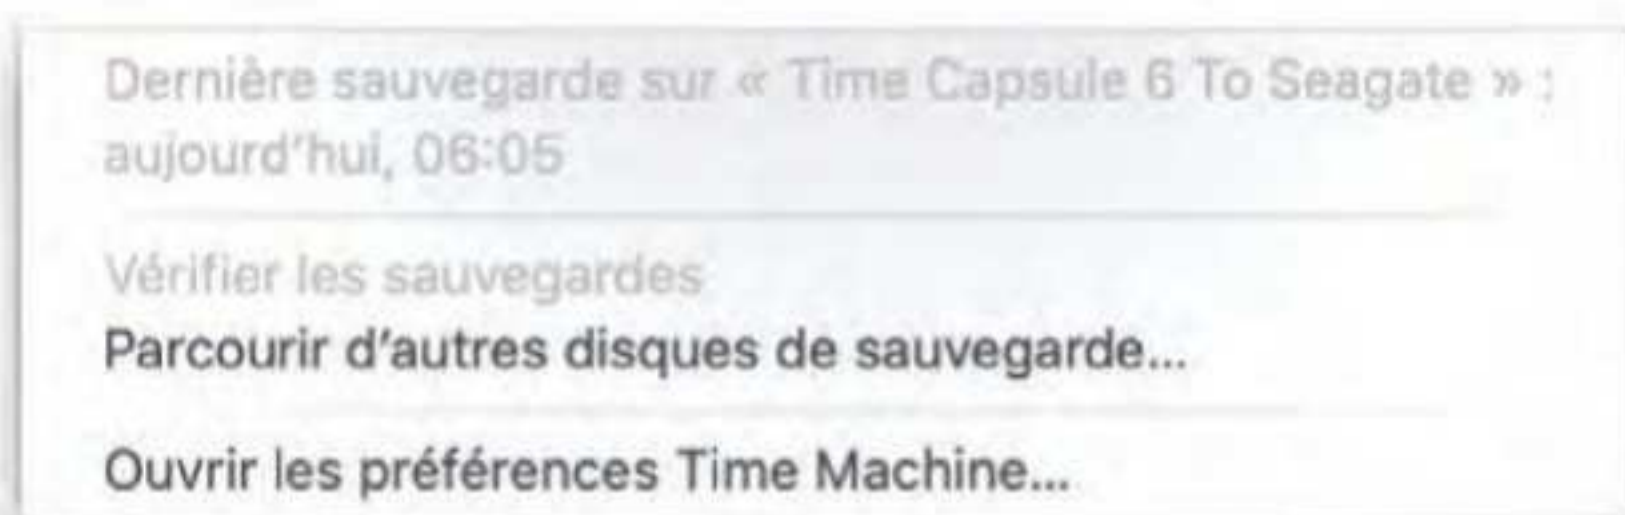 Dernière sauvegarde sur « Time Capsule 6 To Seagate » :
aujourd’hui, 06:05
Vérifier les sauvegardes
Parcourir d’autres disques de sauvegarde...
Ouvrir les préférences Time Machine...